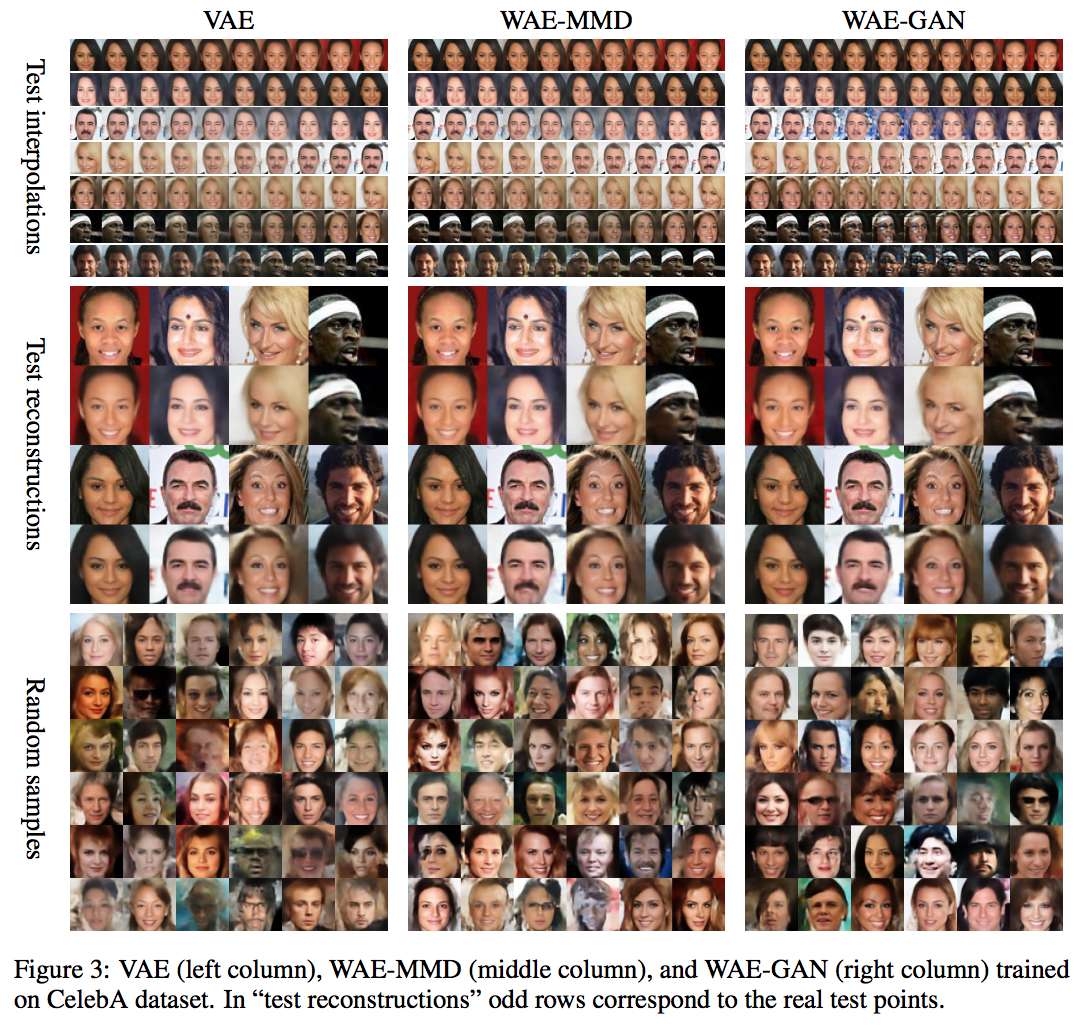 VAE WAE-MMD WAE-GAN
Test interpolations
Test reconstructions
Random samples
Figure 3: VAE (left column), WAE-MMD (middle column), and WAE-GAN (right column) trained
on CelebA dataset. In “test reconstructions” odd rows correspond to the real test points.